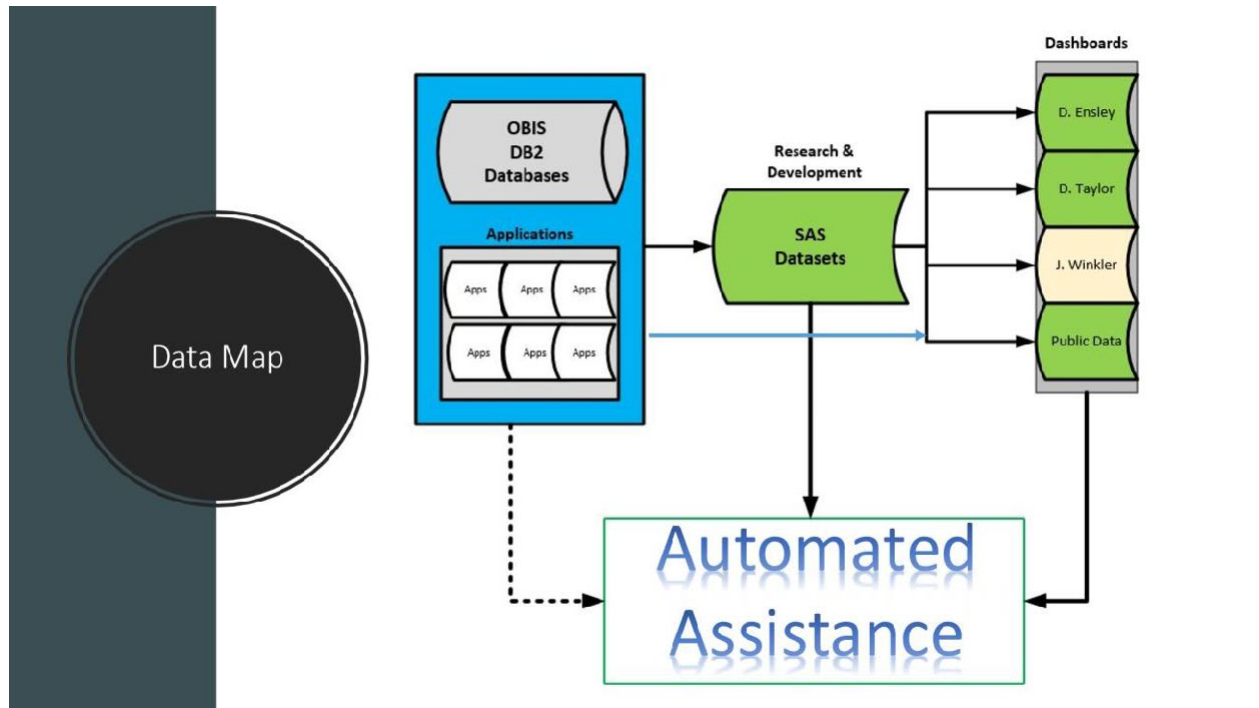 Data Map
OBIS
DB2
Databases
Applications
Apps Apps Apps
Apps Apps Apps
Research &
Development
SAS
Datasets
Dashboards
D. Ensley
D. Taylor
J. Winkler
Public Data
Automated
Assistance